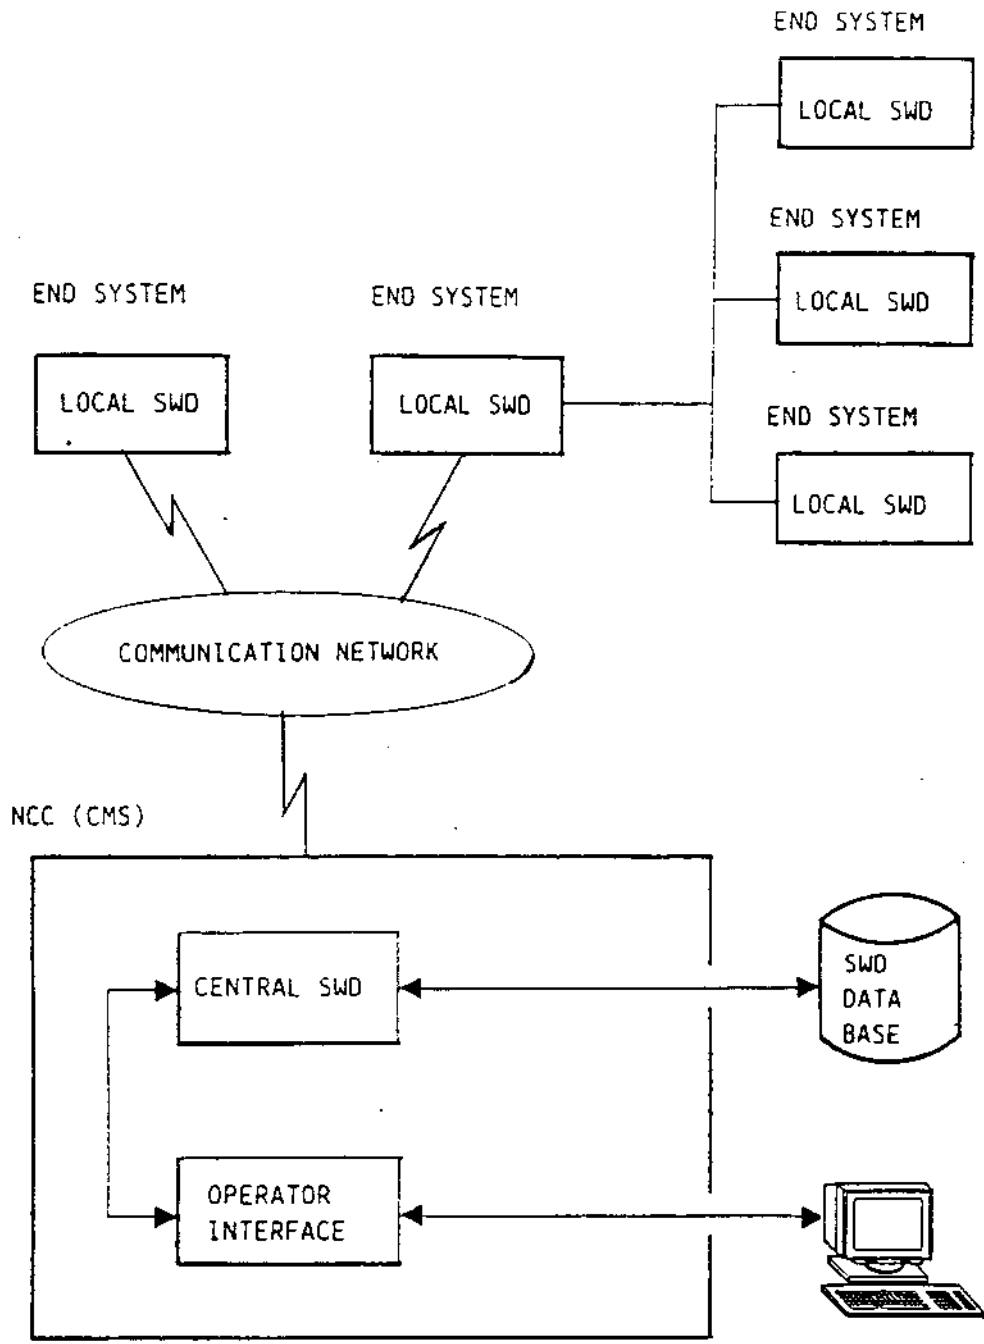 END SYSTEM
LOCAL SWD
END SYSTEM
LOCAL SWD
END SYSTEM
LOCAL SWD
END SYSTEM
LOCAL SWD
END SYSTEM
LOCAL SWD
COMMUNICATION NETWORK
NCC (CMS)
CENTRAL SWD
SWD
DATA
BASE
OPERATOR
INTERFACE